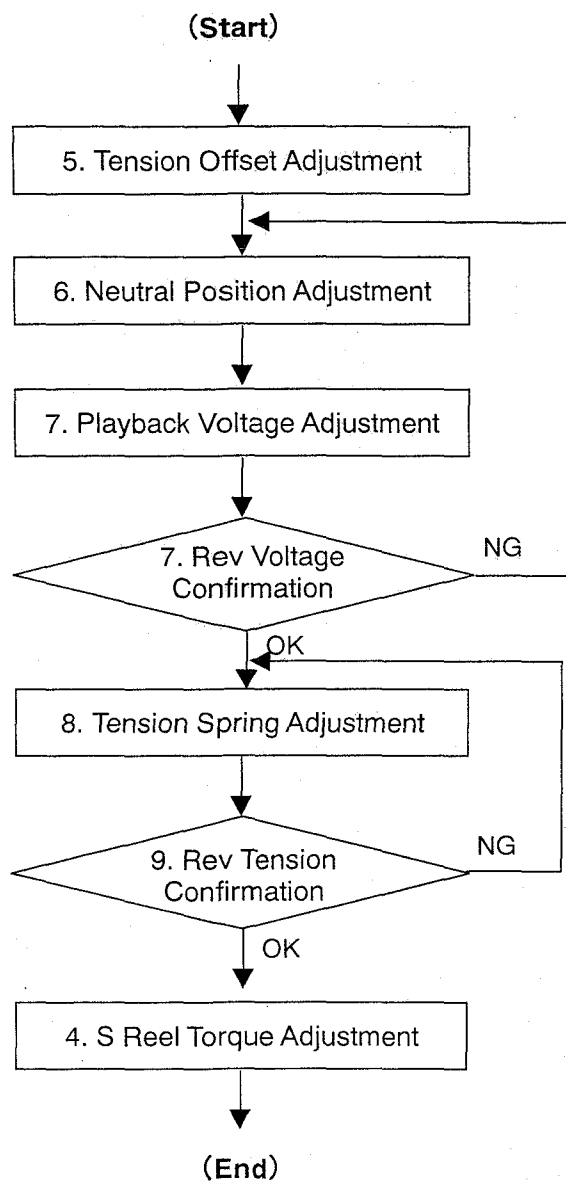 (Start)
5. Tension Offset Adjustment
6. Neutral Position Adjustment
7. Playback Voltage Adjustment
7. Rev Voltage
Confirmation
NG
OK
8. Tension Spring Adjustment
9. Rev Tension
Confirmation
NG
OK
4. S Reel Torque Adjustment
(End)